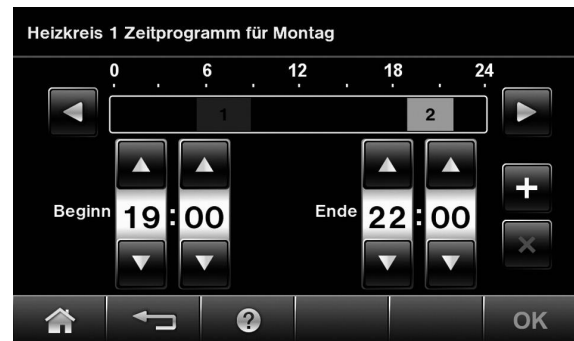 Heizkreis 1 Zeitprogramm für Montag
0 6 12 18 24
1 2
Beginn 19:00 Ende 22:00
OK